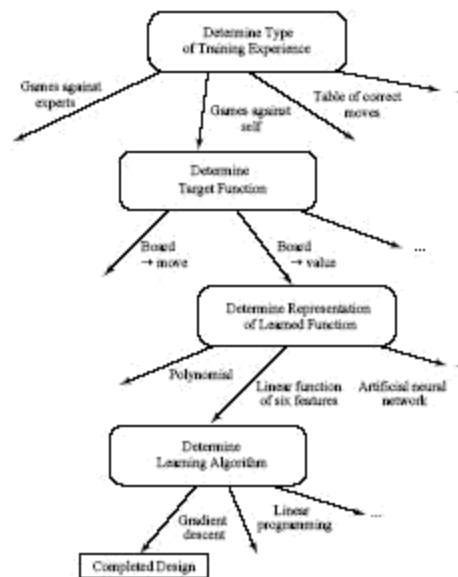 Determine Type
of Training Experience
Games against
experts
Games against
self
Table of correct
moves
Determine
Target Function
Board
→ move
Board
→ value
...
Determine Representation
of Learned Function
Polynomial
Linear function
of six features
Artificial neural
network
Determine
Learning Algorithm
Gradient
descent
Linear
programming
...
Completed Design